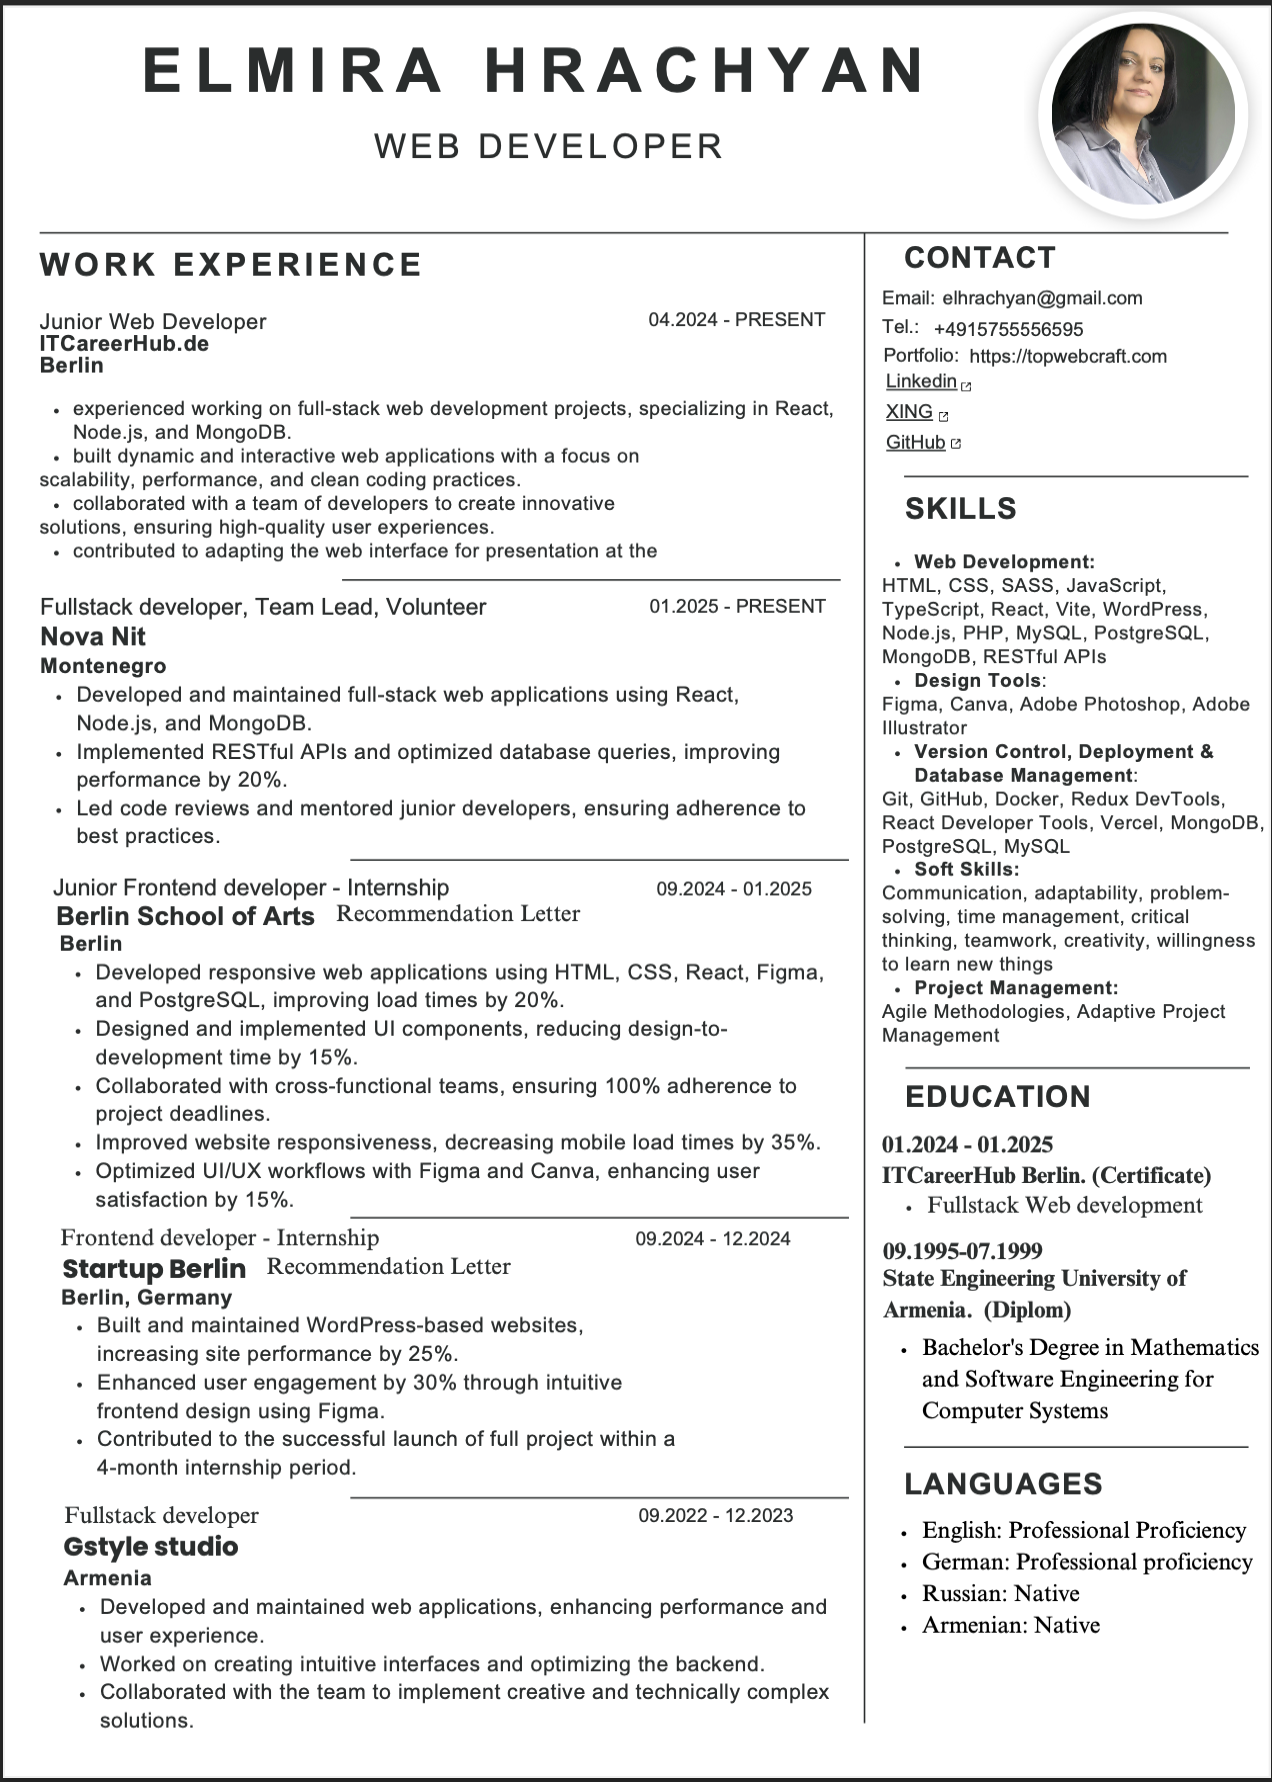 ELMIRA HRACHYAN
WEB DEVELOPER
WORK EXPERIENCE
Junior Web Developer 04.2024 - PRESENT
ITCareerHub.de
Berlin
• experienced working on full-stack web development projects, specializing in React,
Node.js, and MongoDB.
• built dynamic and interactive web applications with a focus on
scalability, performance, and clean coding practices.
• collaborated with a team of developers to create innovative
solutions, ensuring high-quality user experiences.
• contributed to adapting the web interface for presentation at the
Fullstack developer, Team Lead, Volunteer 01.2025 - PRESENT
Nova Nit
Montenegro
• Developed and maintained full-stack web applications using React,
Node.js, and MongoDB.
• Implemented RESTful APIs and optimized database queries, improving
performance by 20%.
• Led code reviews and mentored junior developers, ensuring adherence to
best practices.
Junior Frontend developer - Internship 09.2024 - 01.2025
Berlin School of Arts Recommendation Letter
Berlin
• Developed responsive web applications using HTML, CSS, React, Figma,
and PostgreSQL, improving load times by 20%.
• Designed and implemented UI components, reducing design-to-
development time by 15%.
• Collaborated with cross-functional teams, ensuring 100% adherence to
project deadlines.
• Improved website responsiveness, decreasing mobile load times by 35%.
• Optimized UI/UX workflows with Figma and Canva, enhancing user
satisfaction by 15%.
Frontend developer - Internship 09.2024 - 12.2024
Startup Berlin Recommendation Letter
Berlin, Germany
• Built and maintained WordPress-based websites,
increasing site performance by 25%.
• Enhanced user engagement by 30% through intuitive
frontend design using Figma.
• Contributed to the successful launch of full project within a
4-month internship period.
Fullstack developer 09.2022 - 12.2023
Gstyle studio
Armenia
• Developed and maintained web applications, enhancing performance and
user experience.
• Worked on creating intuitive interfaces and optimizing the backend.
• Collaborated with the team to implement creative and technically complex
solutions.
CONTACT
Email: elhrachyan@gmail.com
Tel.: +4915755556595
Portfolio: https://topwebcraft.com
Linkedin
XING
GitHub
SKILLS
• Web Development:
HTML, CSS, SASS, JavaScript,
TypeScript, React, Vite, WordPress,
Node.js, PHP, MySQL, PostgreSQL,
MongoDB, RESTful APIs
• Design Tools:
Figma, Canva, Adobe Photoshop, Adobe
Illustrator
• Version Control, Deployment &
Database Management:
Git, GitHub, Docker, Redux DevTools,
React Developer Tools, Vercel, MongoDB,
PostgreSQL, MySQL
• Soft Skills:
Communication, adaptability, problem-
solving, time management, critical
thinking, teamwork, creativity, willingness
to learn new things
• Project Management:
Agile Methodologies, Adaptive Project
Management
EDUCATION
01.2024 - 01.2025
ITCareerHub Berlin. (Certificate)
• Fullstack Web development
09.1995-07.1999
State Engineering University of
Armenia. (Diplom)
• Bachelor's Degree in Mathematics
and Software Engineering for
Computer Systems
LANGUAGES
• English: Professional Proficiency
• German: Professional proficiency
• Russian: Native
• Armenian: Native